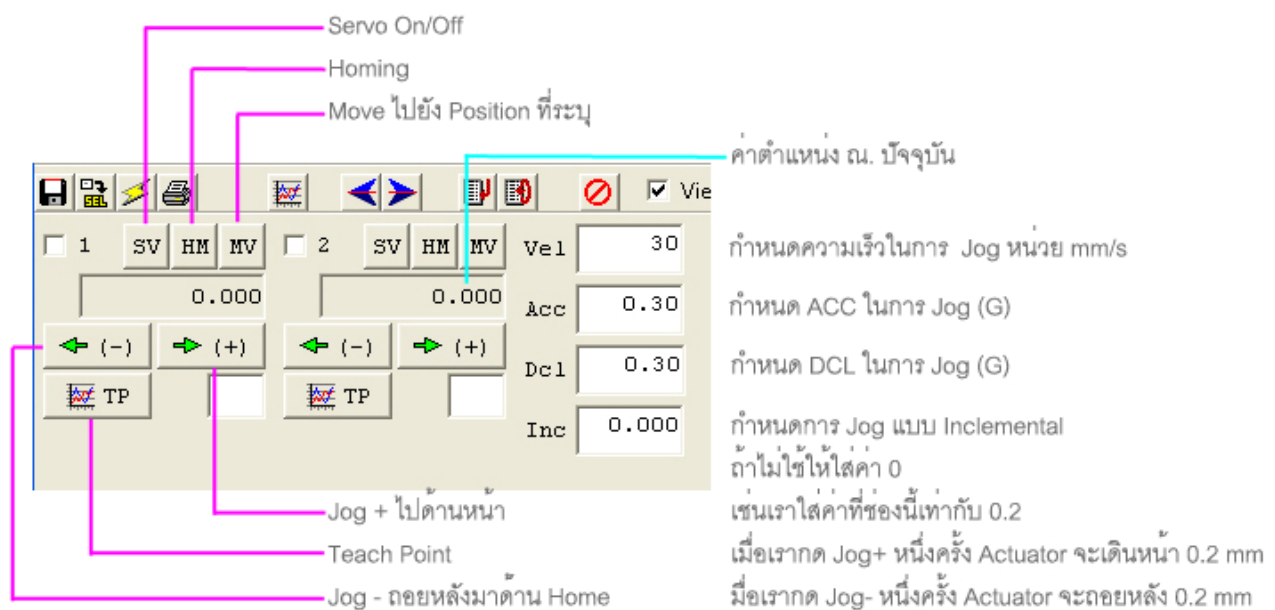 Servo On/Off
Homing
Move ไปยัง Position ที่ระบุ
ค่าตำแหน่ง ณ. ปัจจุบัน
SEL Vie
1 SV HM MV 2 SV HM MV Vel 30 กำหนดความเร็วในการ Jog หน่วย mm/s
0.000 0.000 Acc 0.30 กำหนด ACC ในการ Jog (G)
(-) (+) (-) (+) Dcl 0.30 กำหนด DCL ในการ Jog (G)
TP TP Inc 0.000 กำหนดการ Jog แบบ Inclemental
ถ้าไม่ใช้ให้ใส่ค่า 0
Jog + ไปด้านหน้า เช่นเราใส่ค่าที่ช่องนี้เท่ากับ 0.2
Teach Point เมื่อเรากด Jog+ หนึ่งครั้ง Actuator จะเดินหน้า 0.2 mm
Jog - ถอยหลังมาด้าน Home มื่อเรากด Jog- หนึ่งครั้ง Actuator จะถอยหลัง 0.2 mm